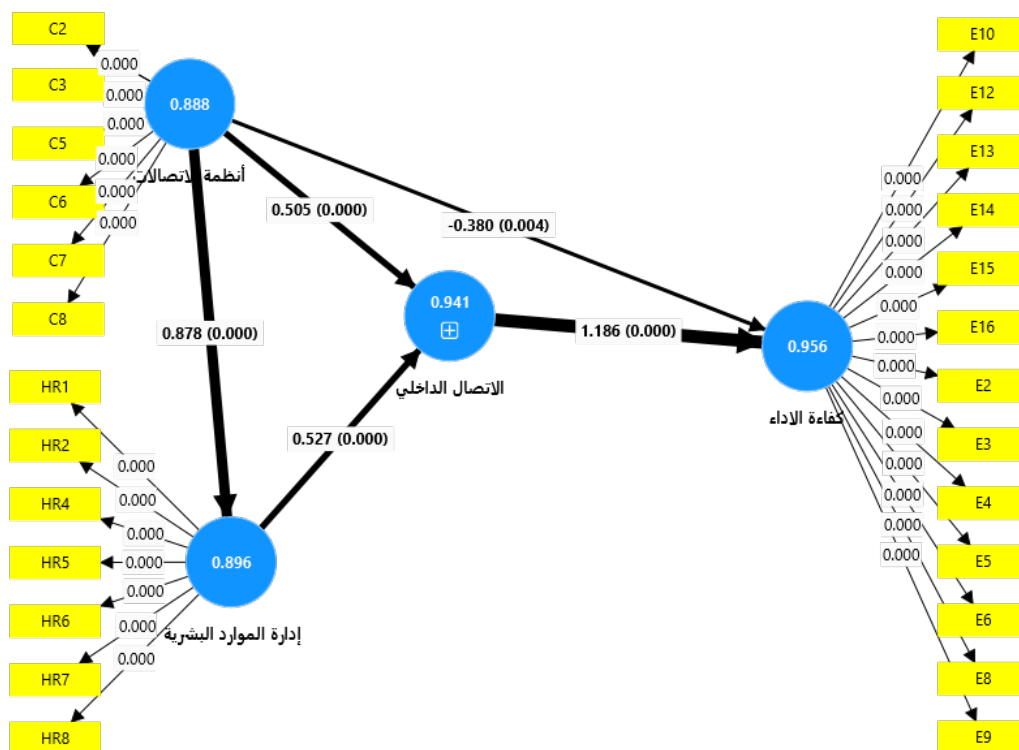 C2
C3
C5
C6
C7
C8
0.000
0.000
0.000
0.000
0.000
0.000
0.888
أنظمة الاتصالات
0.505 (0.000)
-0.380 (0.004)
0.878 (0.000)
0.941
الاتصال الداخلي
1.186 (0.000)
0.527 (0.000)
HR1
HR2
HR4
HR5
HR6
HR7
HR8
0.000
0.000
0.000
0.000
0.000
0.000
0.000
0.896
إدارة الموارد البشرية
0.956
كفاءة الاداء
0.000
0.000
0.000
0.000
0.000
0.000
0.000
0.000
0.000
0.000
0.000
0.000
0.000
E10
E12
E13
E14
E15
E16
E2
E3
E4
E5
E6
E8
E9